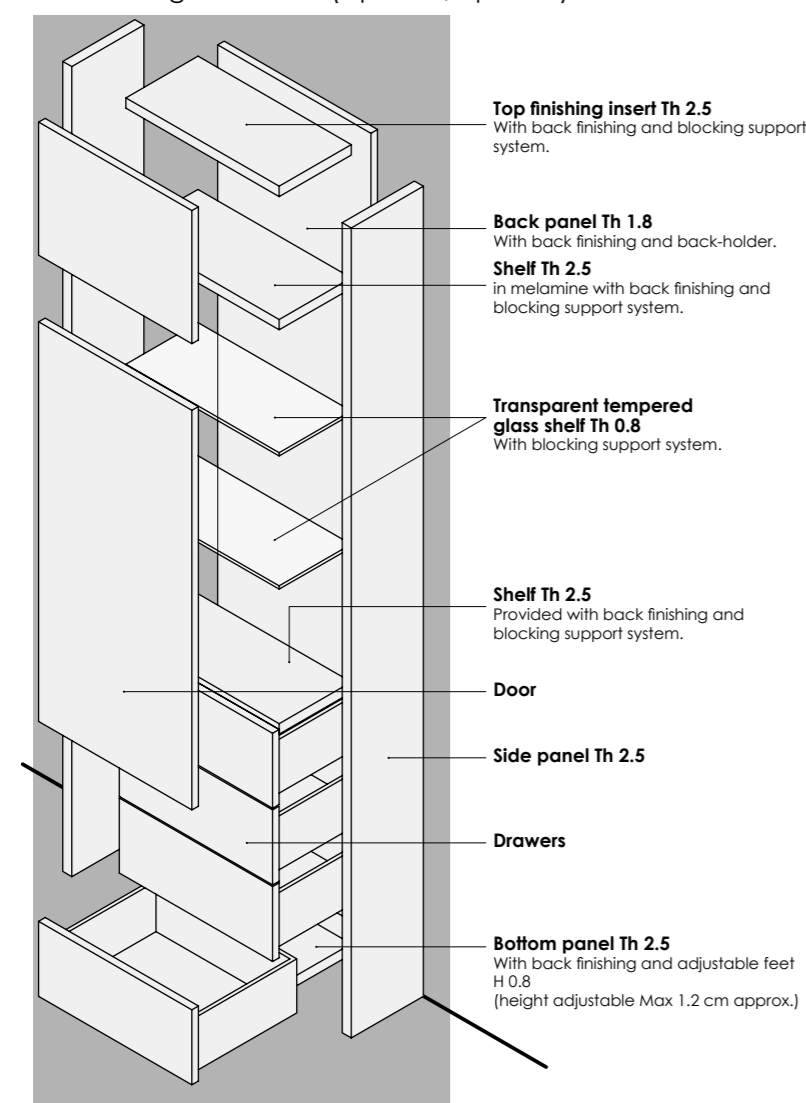 Top finishing insert Th 2.5
With back finishing and blocking support
system.
Back panel Th 1.8
With back finishing and back-holder.
Shelf Th 2.5
in melamine with back finishing and
blocking support system.
Transparent tempered
glass shelf Th 0.8
With blocking support system.
Shelf Th 2.5
Provided with back finishing and
blocking support system.
Door
Side panel Th 2.5
Drawers
Bottom panel Th 2.5
With back finishing and adjustable feet
H 0.8
(height adjustable Max 1.2 cm approx.)